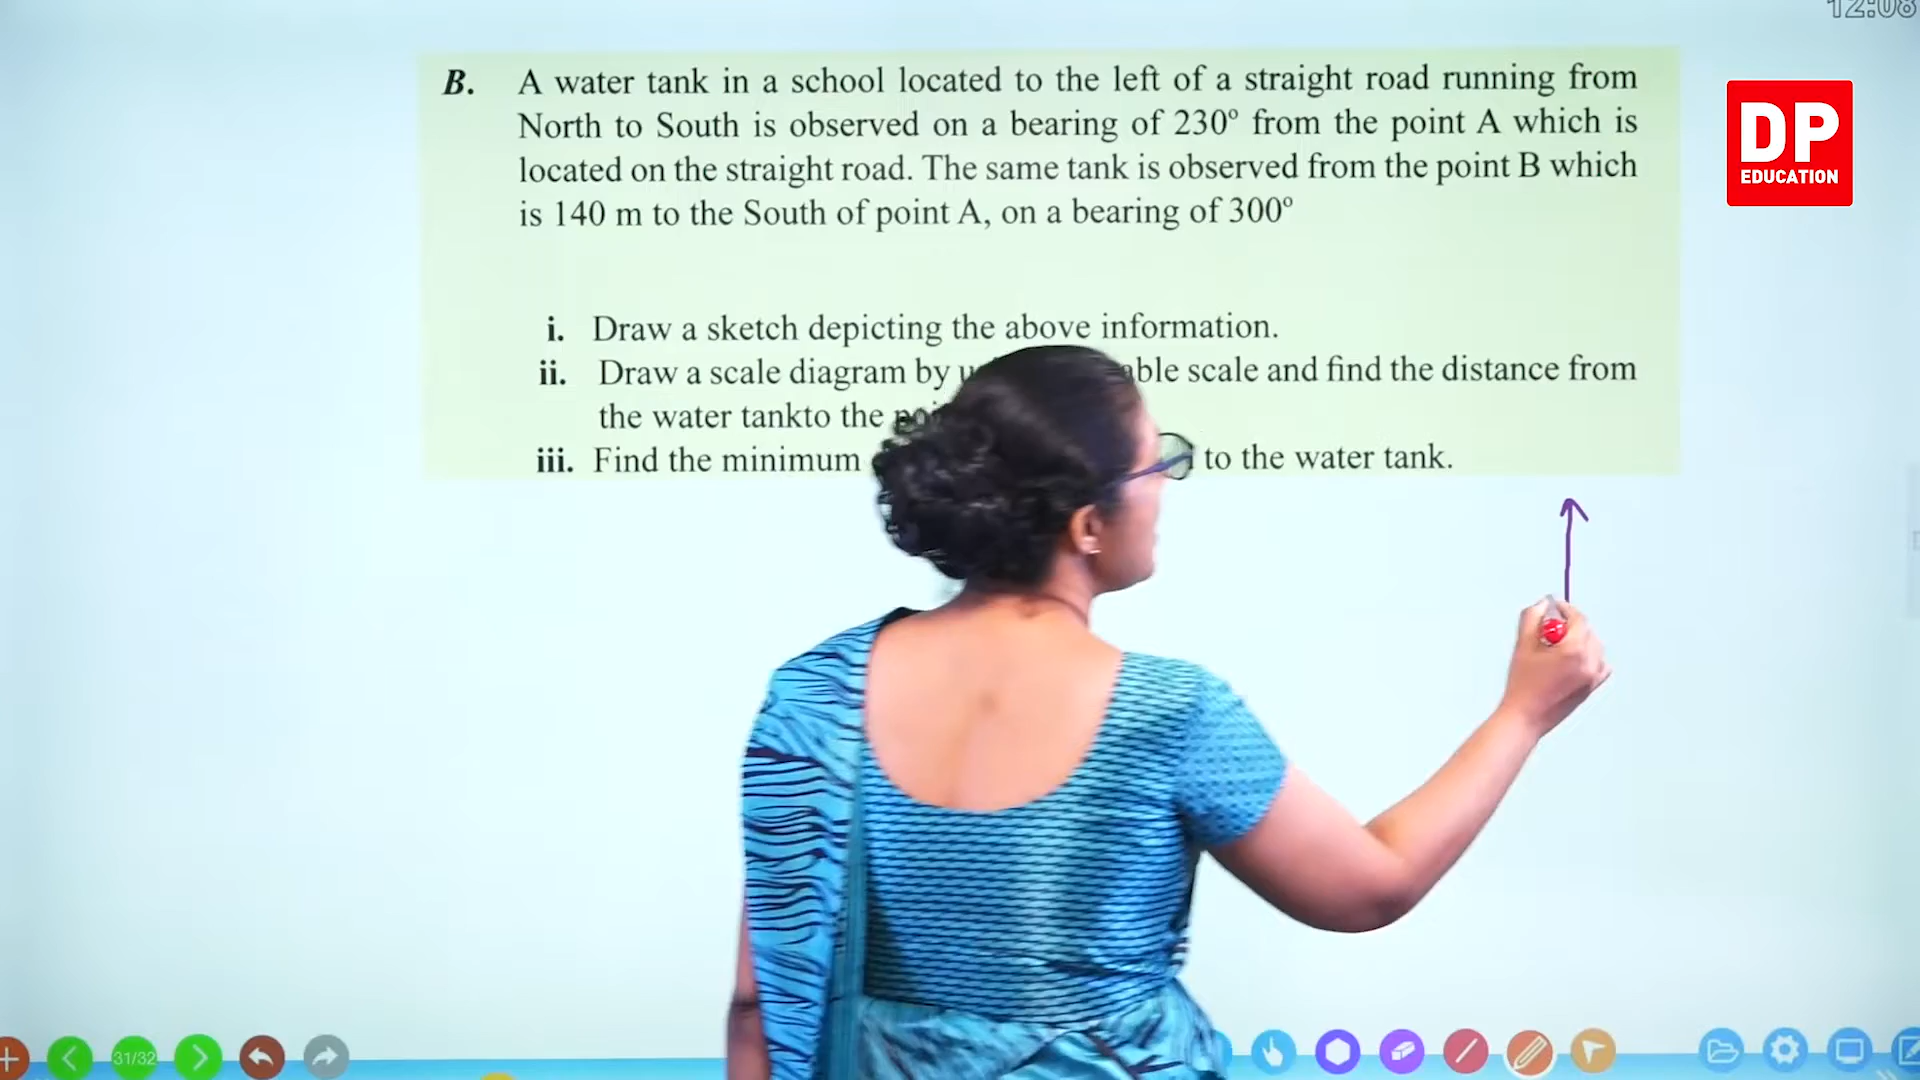 12:08
B. A water tank in a school located to the left of a straight road running from
North to South is observed on a bearing of 230º from the point A which is
located on the straight road. The same tank is observed from the point B which
is 140 m to the South of point A, on a bearing of 300º
DP
EDUCATION
i. Draw a sketch depicting the above information.
ii. Draw a scale diagram by able scale and find the distance from
the water tankto the
iii. Find the minimum to the water tank.
31/32